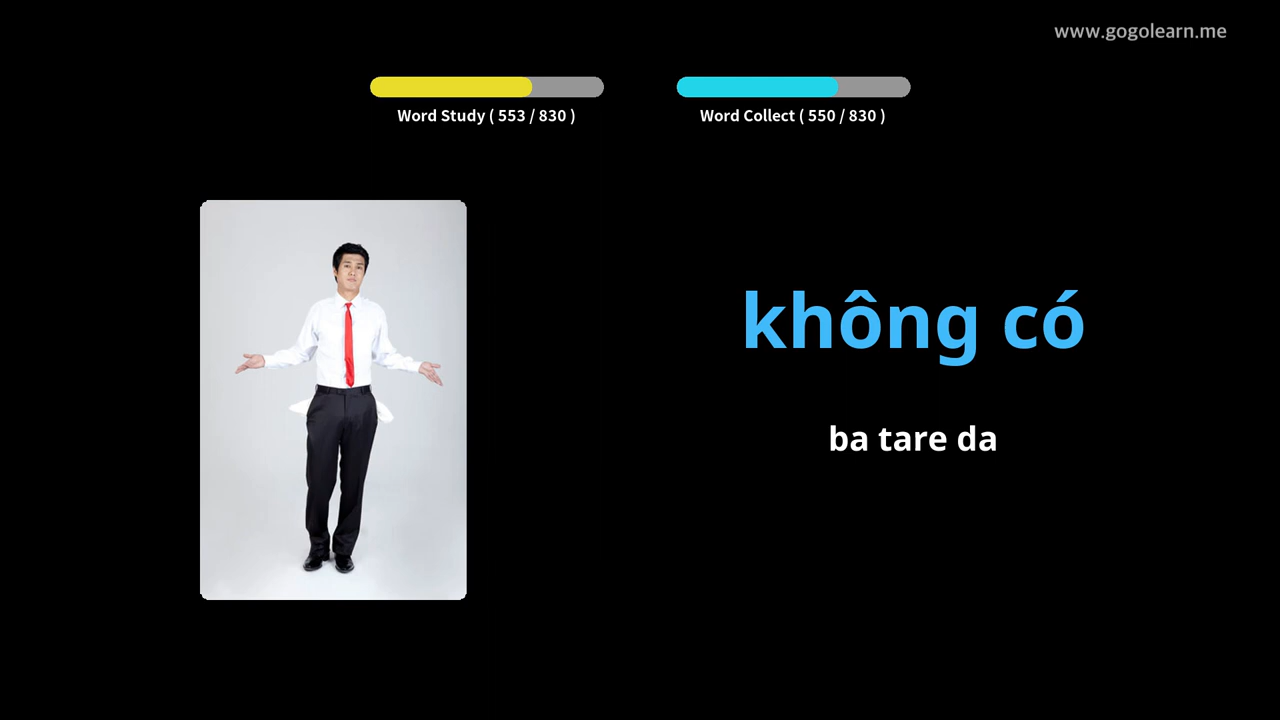 www.gogolearn.me
Word Study ( 553 / 830 )
Word Collect ( 550 / 830 )
không có
ba tare da